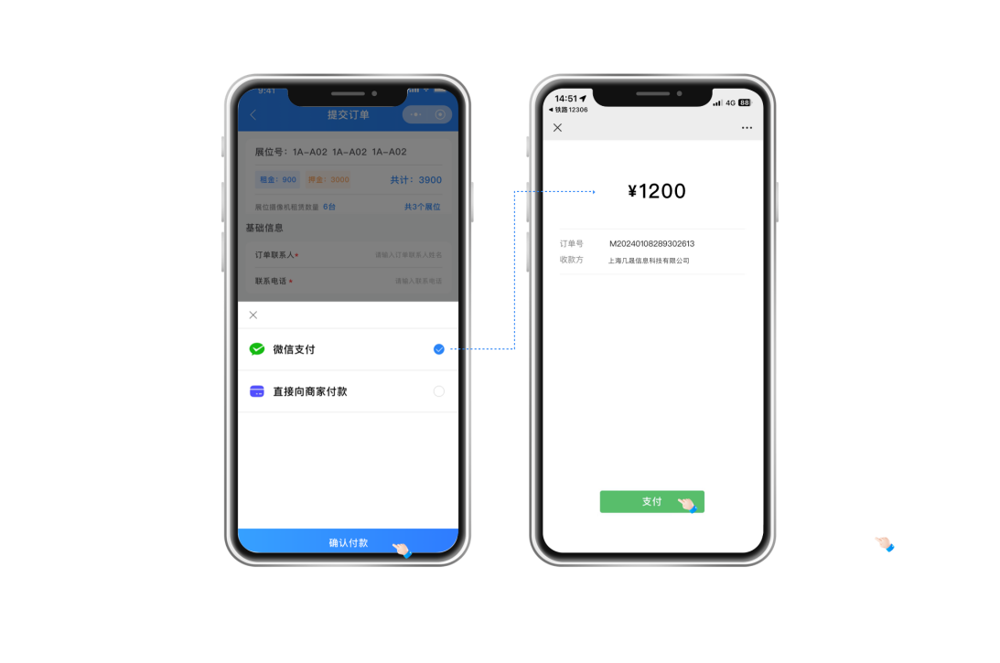 9:41
提交订单
展位号：1A-A02 1A-A02 1A-A02
租金：900 押金：3000 共计：3900
展位摄像机租赁数量 6台 共3个展位
基础信息
订单联系人* 请输入订单联系人姓名
联系电话 * 请输入联系电话
微信支付
直接向商家付款
确认付款
14:51 4G 88
铁路12306
¥1200
订单号 M20240108289302613
收款方 上海几晟信息科技有限公司
支付